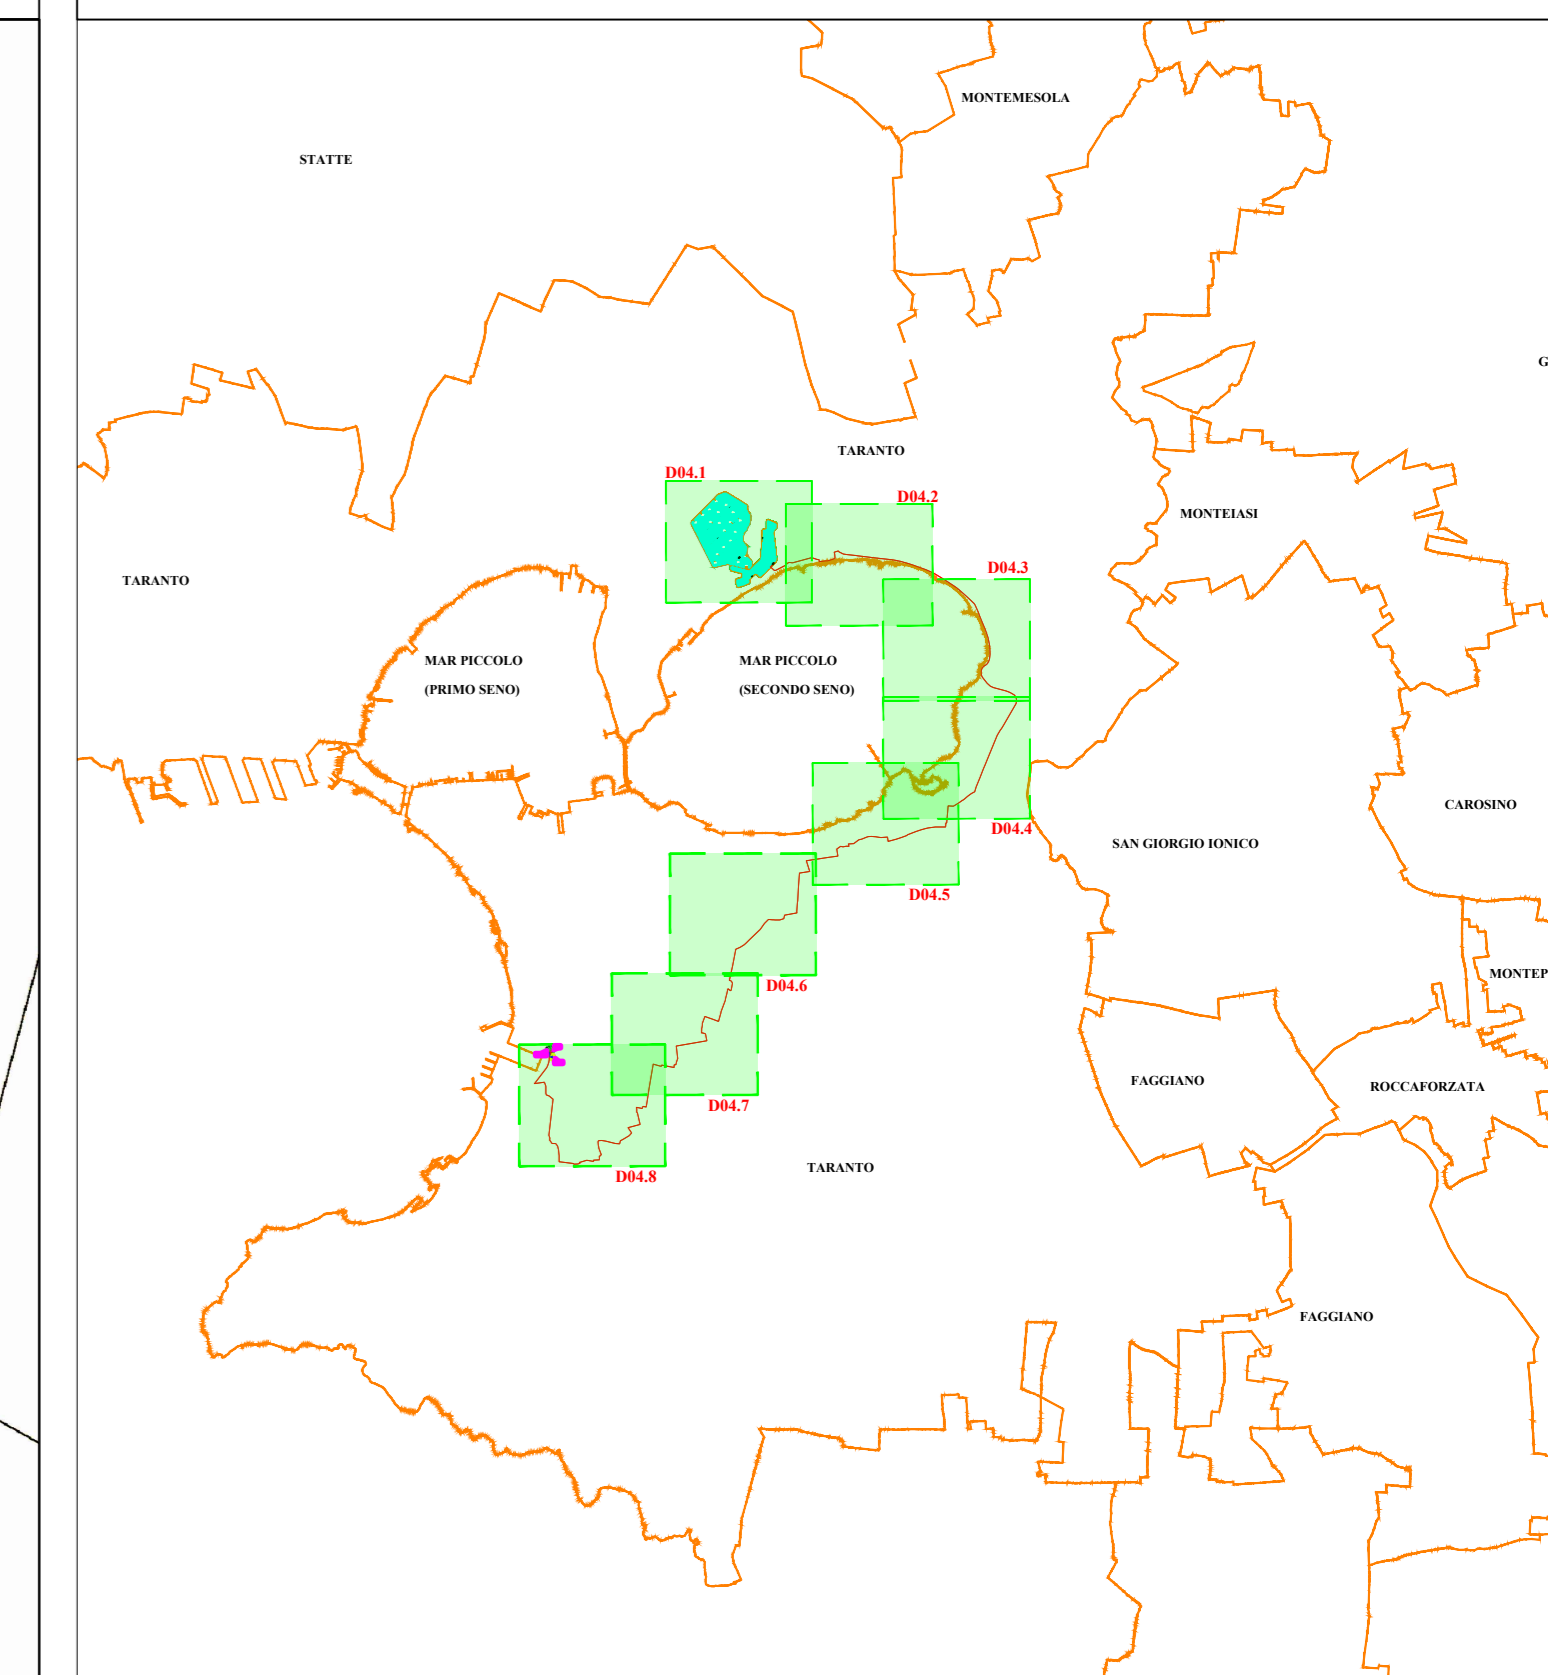 MONTEMESOLA
STATTE
G
TARANTO
D04.1
D04.2
MONTEIASI
D04.3
TARANTO
MAR PICCOLO
(PRIMO SENO)
MAR PICCOLO
(SECONDO SENO)
CAROSINO
D04.4
SAN GIORGIO IONICO
D04.5
MONTEP
D04.6
FAGGIANO
ROCCAFORZATA
D04.7
TARANTO
D04.8
FAGGIANO